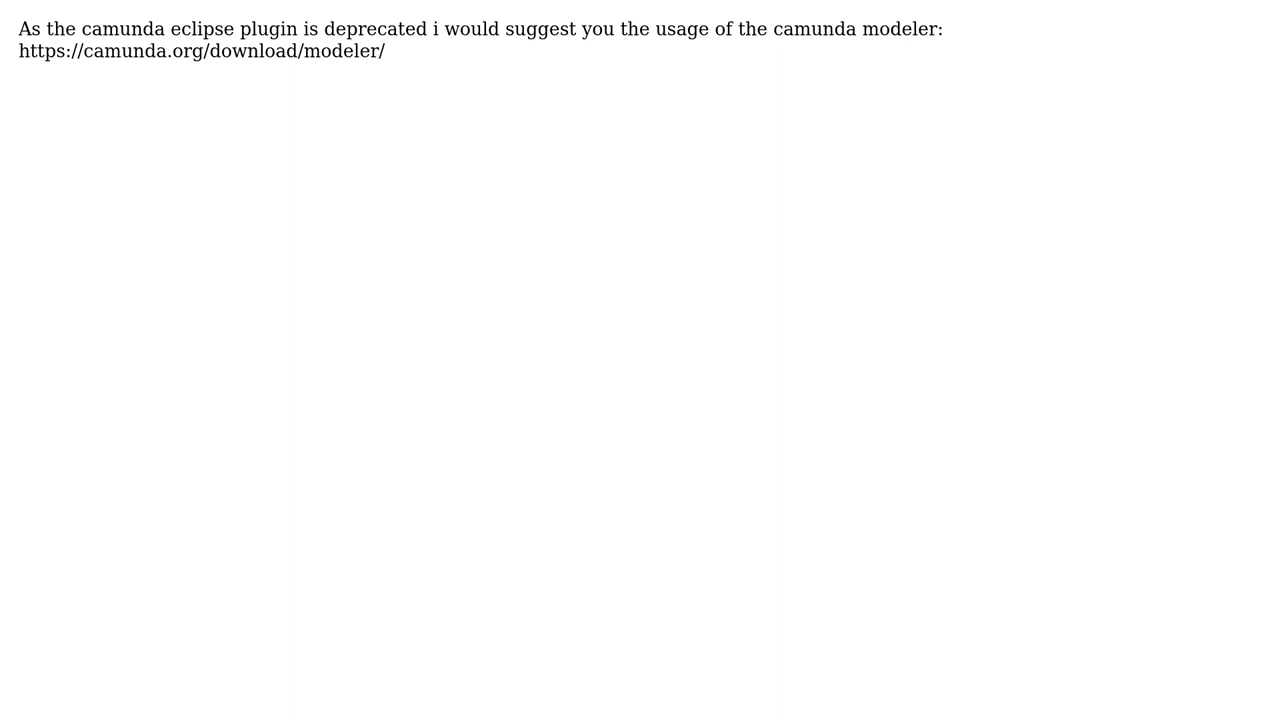 As the camunda eclipse plugin is deprecated i would suggest you the usage of the camunda modeler:
https://camunda.org/download/modeler/